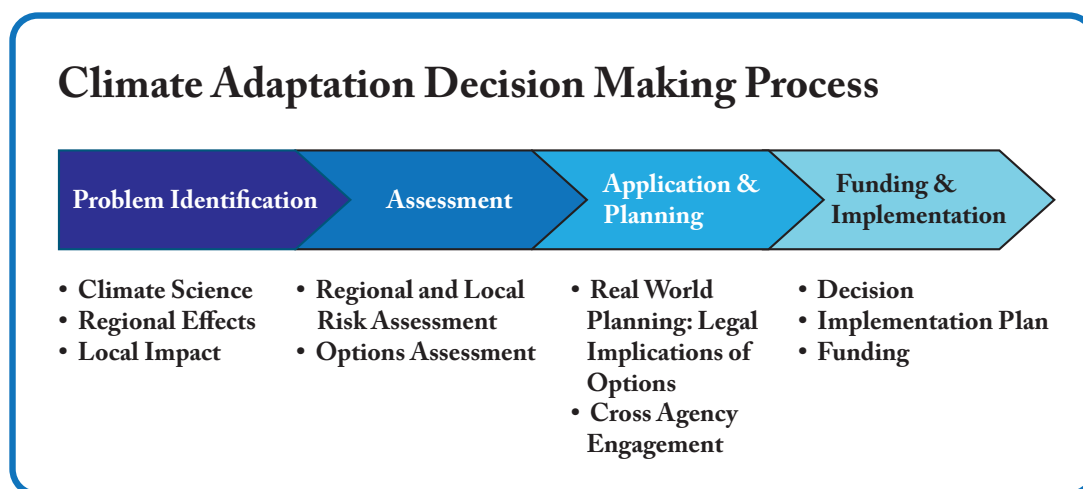 Climate Adaptation Decision Making Process
Problem Identification
Assessment
Application &
Planning
Funding &
Implementation
• Climate Science
• Regional Effects
• Local Impact
• Regional and Local
Risk Assessment
• Options Assessment
• Real World
Planning: Legal
Implications of
Options
• Cross Agency
Engagement
• Decision
• Implementation Plan
• Funding